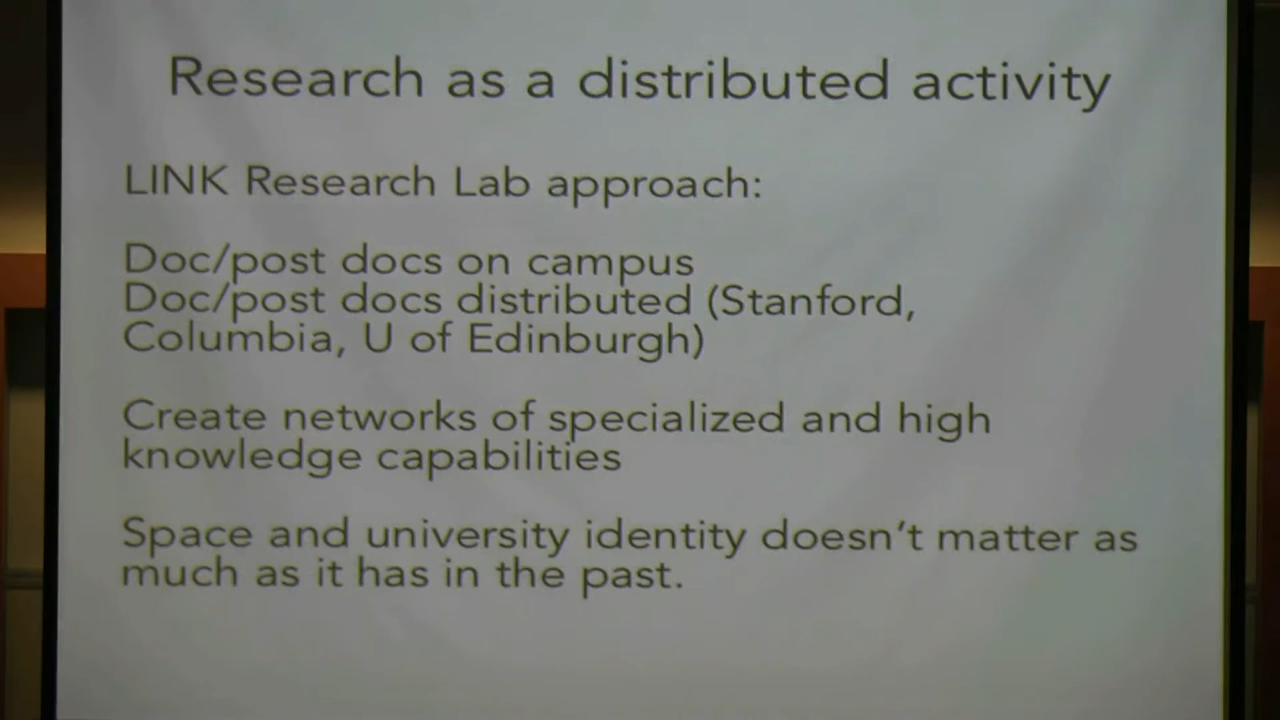 Research as a distributed activity
LINK Research Lab approach:
Doc/post docs on campus
Doc/post docs distributed (Stanford,
Columbia, U of Edinburgh)
Create networks of specialized and high
knowledge capabilities
Space and university identity doesn't matter as
much as it has in the past.